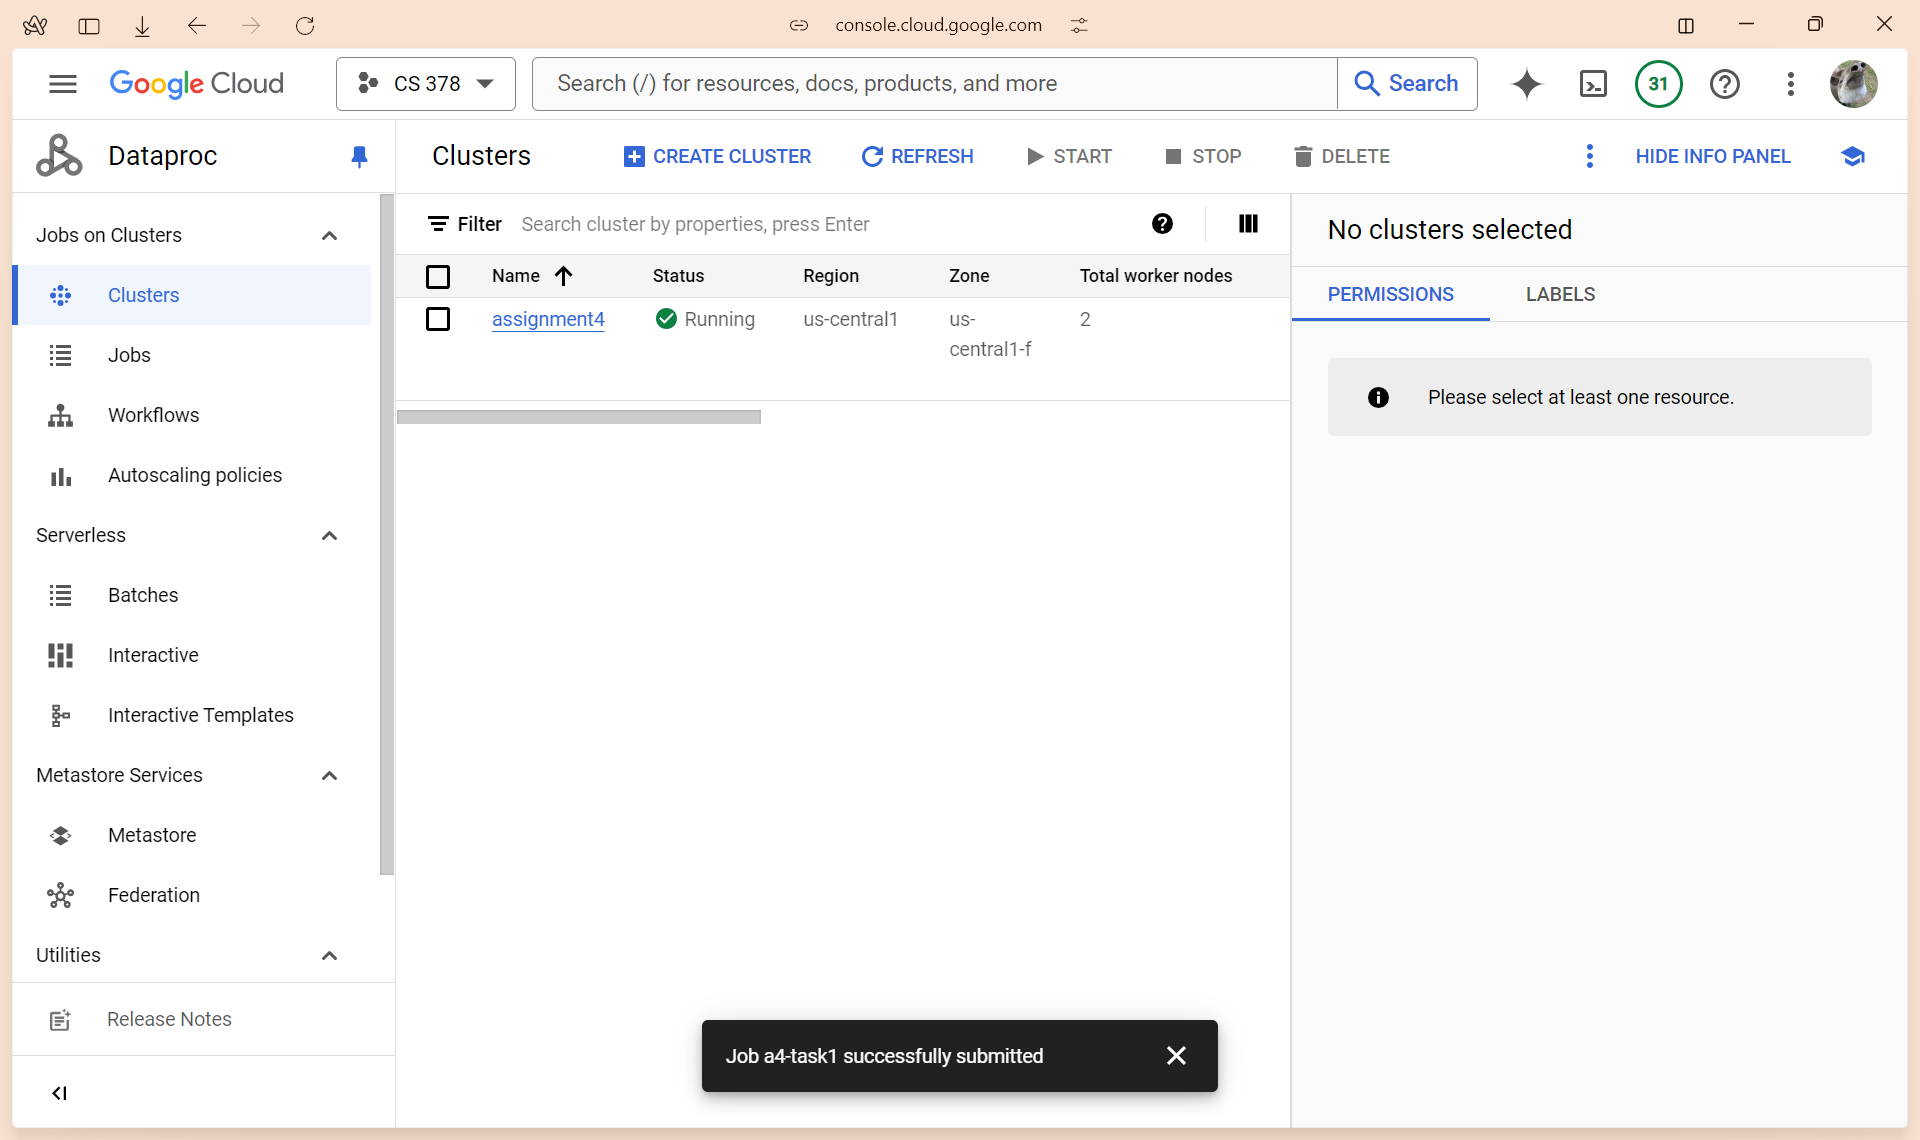 console.cloud.google.com
Google Cloud
CS 378
Search (/) for resources, docs, products, and more
Search
31
Dataproc
Clusters
CREATE CLUSTER
REFRESH
START
STOP
DELETE
HIDE INFO PANEL
Jobs on Clusters
Clusters
Jobs
Workflows
Autoscaling policies
Serverless
Batches
Interactive
Interactive Templates
Metastore Services
Metastore
Federation
Utilities
Release Notes
Filter
Search cluster by properties, press Enter
Name Status Region Zone Total worker nodes
assignment4 Running us-central1 us- 2
central1-f
No clusters selected
PERMISSIONS
LABELS
Please select at least one resource.
Job a4-task1 successfully submitted